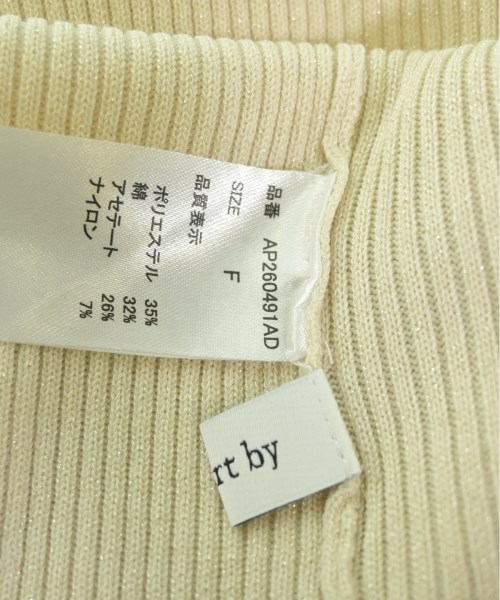 品番 AP260491AD
SIZE F
品質表示
ポリエステル 35%
綿 32%
アセテート 26%
ナイロン 7%
rt by